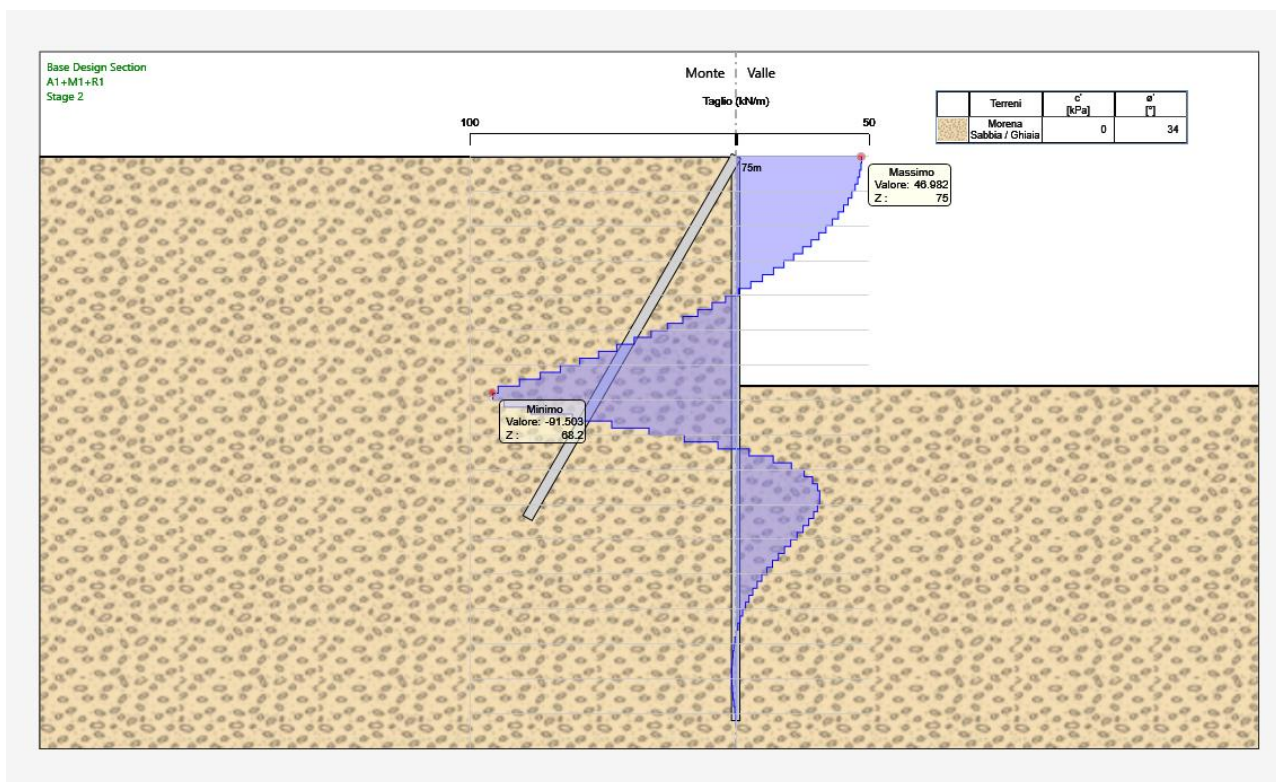 Base Design Section
A1+M1+R1
Stage 2
Monte Valle
Taglio (kN/m)
100 50
75m
Terreni c' [kPa] ø' [°]
Morena
Sabbia / Ghiaia 0 34
Massimo
Valore: 46.982
Z : 75
Minimo
Valore: -91.503
Z : 68.2